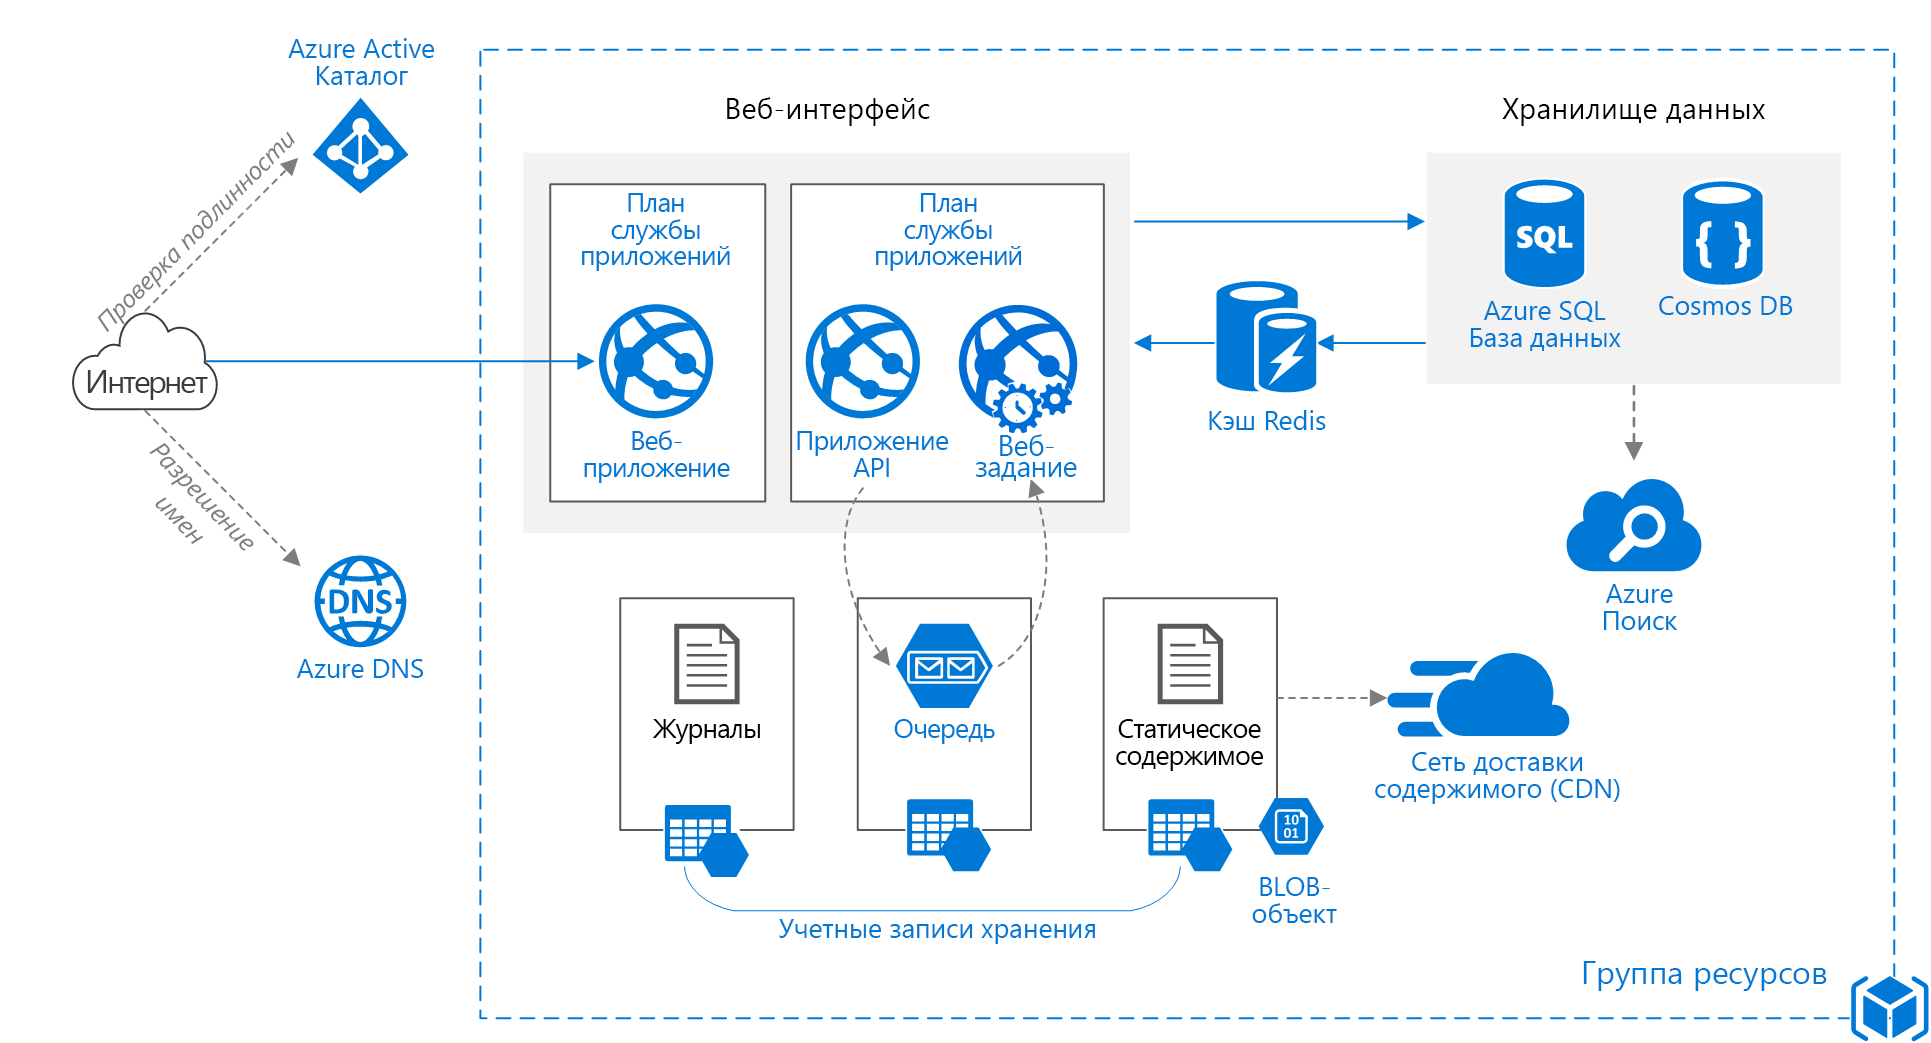 Azure Active
Каталог
Проверка подлинности
Интернет
Разрешение
имен
DNS
Azure DNS
Веб-интерфейс
План
службы
приложений
Веб-
приложение
План
службы
приложений
Приложение
API
Веб-
задание
Хранилище данных
SQL
Azure SQL
База данных
{ }
Cosmos DB
Кэш Redis
Azure
Поиск
Журналы
Очередь
Статическое
содержимое
Сеть доставки
содержимого (CDN)
10
01
BLOB-
объект
Учетные записи хранения
Группа ресурсов